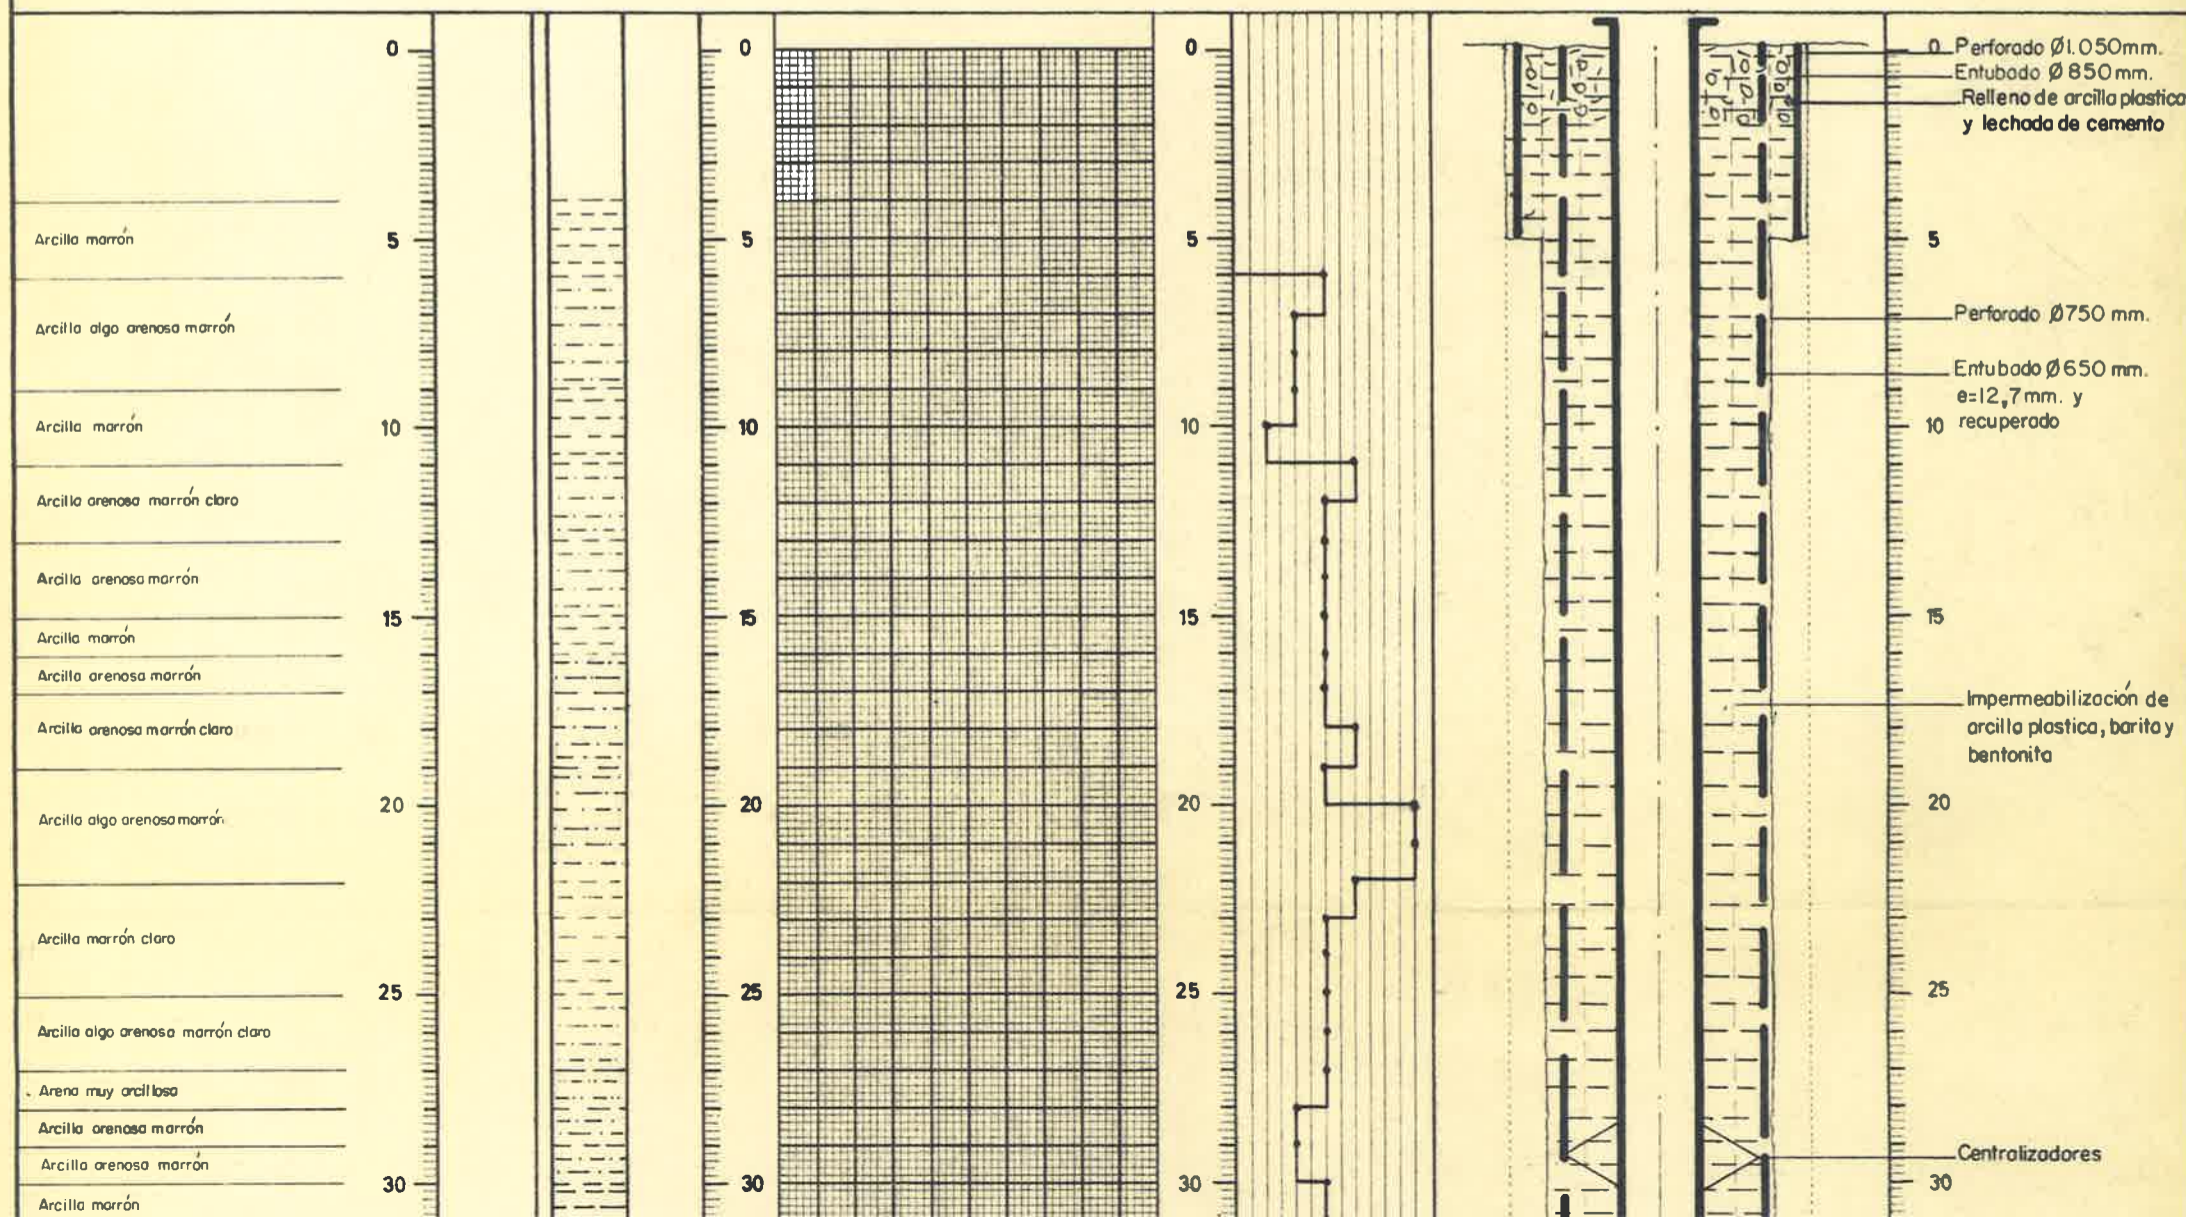 Arcilla marrón
Arcilla algo arenosa marrón
Arcilla marrón
Arcilla arenosa marrón claro
Arcilla arenosa marrón
Arcilla marrón
Arcilla arenosa marrón
Arcilla arenosa marrón claro
Arcilla algo arenosa marrón
Arcilla marrón claro
Arcilla algo arenosa marrón claro
Arena muy arcillosa
Arcilla arenosa marrón
Arcilla arenosa marrón
Arcilla marrón
0
5
10
15
20
25
30
0
5
10
15
20
25
30
0
5
10
15
20
25
30
0
5
10
15
20
25
30
Perforado Ø1.050mm.
Entubado Ø 850 mm.
Relleno de arcilla plastica
y lechada de cemento
Perforado Ø750 mm.
Entubado Ø 650 mm.
e=12,7mm. y
recuperado
Impermeabilización de
arcilla plastica, barita y
bentonita
Centralizadores